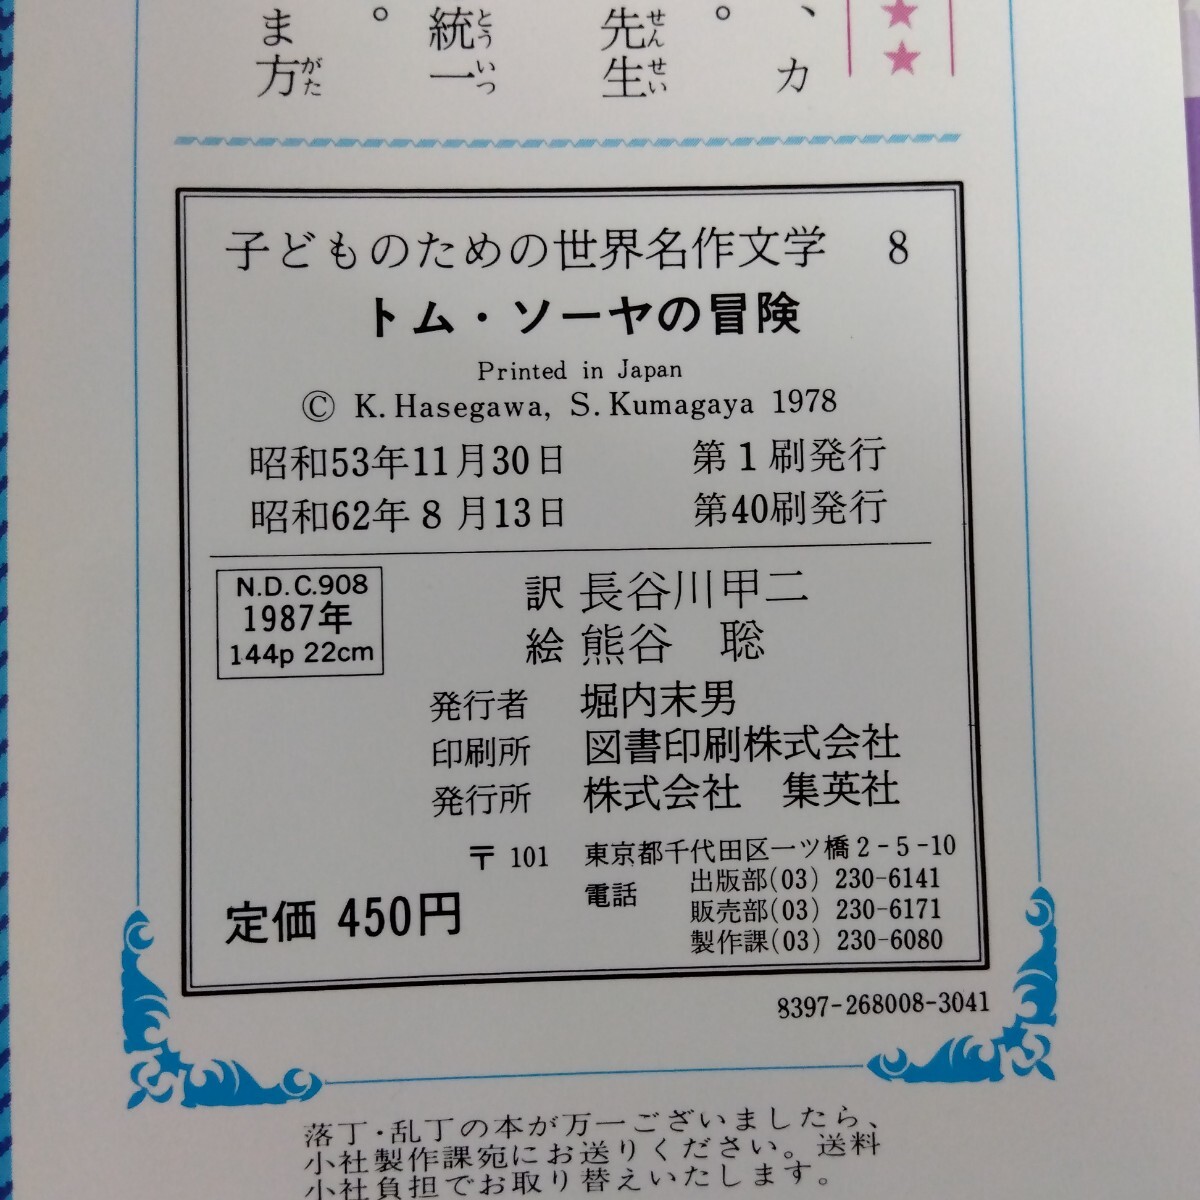 、カ
。
先生
せんせい
。
統一
とういつ
ま方
がた
子どものための世界名作文学 8
トム・ソーヤの冒険
Printed in Japan
© K. Hasegawa, S. Kumagaya 1978
昭和53年11月30日 第1刷発行
昭和62年8月13日 第40刷発行
N.D.C.908
1987年
144p 22cm
訳 長谷川甲二
絵 熊谷 聡
発行者 堀内末男
印刷所 図書印刷株式会社
発行所 株式会社 集英社
〒101 東京都千代田区一ツ橋2-5-10
電話 出版部(03) 230-6141
販売部(03) 230-6171
製作課(03) 230-6080
定価 450円
8397-268008-3041
落丁・乱丁の本が万一ございましたら、
小社製作課宛にお送りください。送料
小社負担でお取り替えいたします。